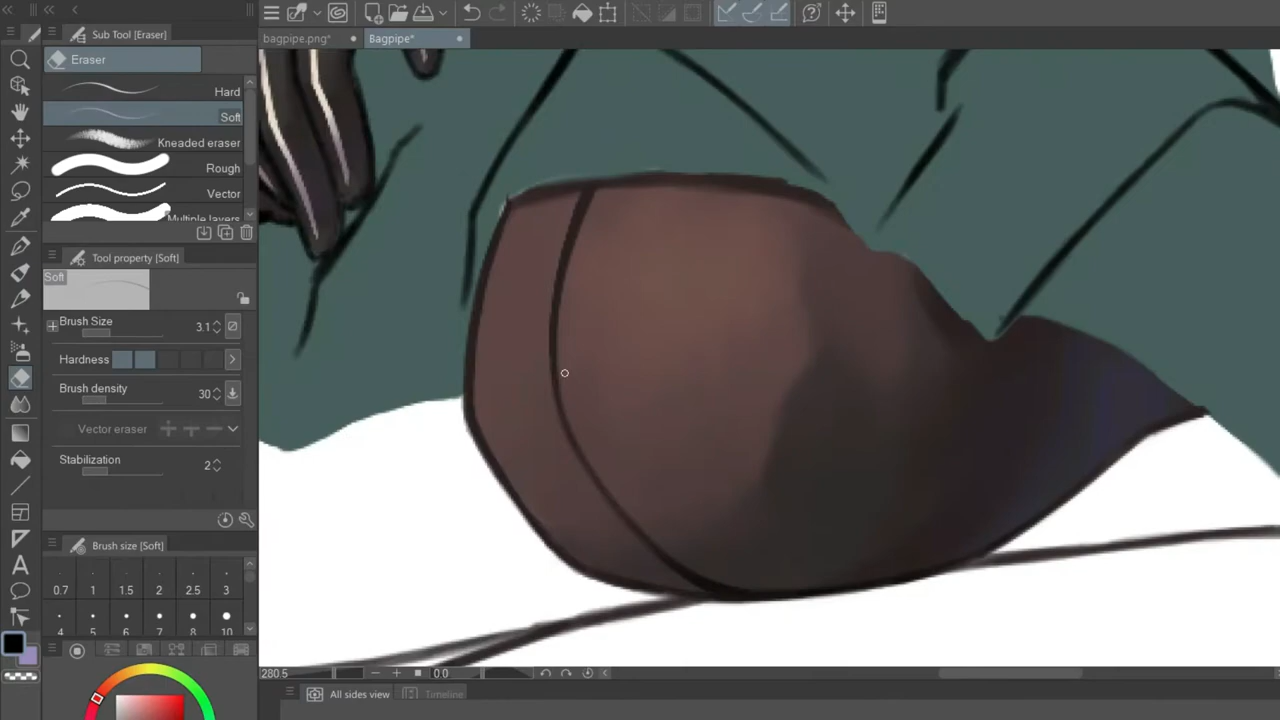 Sub Tool [Eraser]
bagpipe.png*
Bagpipe*
Eraser
Hard
Soft
Kneaded eraser
Rough
Vector
Multiple layers
Tool property [Soft]
Soft
Brush Size 3.1
Hardness
Brush density 30
Vector eraser
Stabilization 2
Brush size [Soft]
0.7 1 1.5 2 2.5 3
4 5 6 7 8 10
280.5 0.0
All sides view Timeline